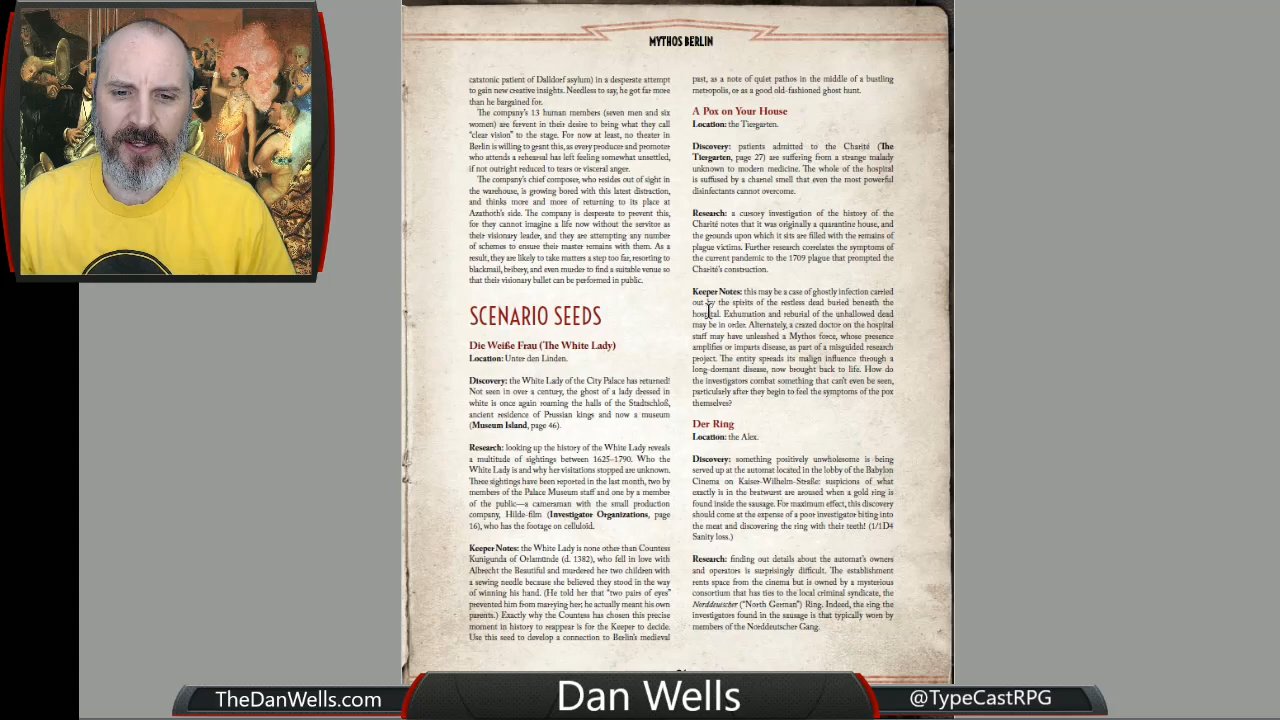 MYTHOS BERLIN
catatonic patient of Dalldorf asylum) in a desperate attempt
to gain new creative insights. Needless to say, he got far more
than he bargained for.
The company's 13 human members (seven men and six
women) are fervent in their desire to bring what they call
"clear vision" to the stage. For now at least, no theater in
Berlin is willing to grant this, as every producer and promoter
who attends a rehearsal has left feeling somewhat unsettled,
if not outright reduced to tears or visceral anger.
The company's chief composer, who resides out of sight in
the warehouse, is growing bored with this latest distraction,
and thinks more and more of returning to its place at
Azathoth's side. The company is desperate to prevent this,
for they cannot imagine a life now without the servitor as
their visionary leader, and they are attempting any number
of schemes to ensure their master remains with them. As a
result, they are likely to take matters a step too far, resorting to
blackmail, bribery, and even murder to find a suitable venue so
that their visionary ballet can be performed in public.
SCENARIO SEEDS
Die Weiße Frau (The White Lady)
Location: Unter den Linden.
Discovery: the White Lady of the City Palace has returned!
Not seen in over a century, the ghost of a lady dressed in
white is once again roaming the halls of the Stadtschloß,
ancient residence of Prussian kings and now a museum
(Museum Island, page 46).
Research: looking up the history of the White Lady reveals
a multitude of sightings between 1625–1790. Who the
White Lady is and why her visitations stopped are unknown.
Three sightings have been reported in the last month, two by
members of the Palace Museum staff and one by a member
of the public—a cameraman with the small production
company, Hilde-film (Investigator Organizations, page
16), who has the footage on celluloid.
Keeper Notes: the White Lady is none other than Countess
Kunigunda of Orlamünde (d. 1382), who fell in love with
Albrecht the Beautiful and murdered her two children with
a sewing needle because she believed they stood in the way
of winning his hand. (He told her that "two pairs of eyes"
prevented him from marrying her; he actually meant his own
parents.) Exactly why the Countess has chosen this precise
moment in history to reappear is for the Keeper to decide.
Use this seed to develop a connection to Berlin's medieval
past, as a note of quiet pathos in the middle of a bustling
metropolis, or as a good old-fashioned ghost hunt.
A Pox on Your House
Location: the Tiergarten.
Discovery: patients admitted to the Charité (The
Tiergarten, page 27) are suffering from a strange malady
unknown to modern medicine. The whole of the hospital
is suffused by a charnel smell that even the most powerful
disinfectants cannot overcome.
Research: a cursory investigation of the history of the
Charité notes that it was originally a quarantine house, and
the grounds upon which it sits are filled with the remains of
plague victims. Further research correlates the symptoms of
the current pandemic to the 1709 plague that prompted the
Charité's construction.
Keeper Notes: this may be a case of ghostly infection carried
out by the spirits of the restless dead buried beneath the
hospital. Exhumation and reburial of the unhallowed dead
may be in order. Alternately, a crazed doctor on the hospital
staff may have unleashed a Mythos force, whose presence
amplifies or imparts disease, as part of a misguided research
project. The entity spreads its malign influence through a
long-dormant disease, now brought back to life. How do
the investigators combat something that can't even be seen,
particularly after they begin to feel the symptoms of the pox
themselves?
Der Ring
Location: the Alex.
Discovery: something positively unwholesome is being
served up at the automat located in the lobby of the Babylon
Cinema on Kaiser-Wilhelm-Straße: suspicions of what
exactly is in the bratwurst are aroused when a gold ring is
found inside the sausage. For maximum effect, this discovery
should come at the expense of a poor investigator biting into
the meat and discovering the ring with their teeth! (1/1D4
Sanity loss.)
Research: finding out details about the automat's owners
and operators is surprisingly difficult. The establishment
rents space from the cinema but is owned by a mysterious
consortium that has ties to the local criminal syndicate, the
Norddeutscher ("North German") Ring. Indeed, the ring the
investigators found in the sausage is that typically worn by
members of the Norddeutscher Gang.
TheDanWells.com
Dan Wells
@TypeCastRPG